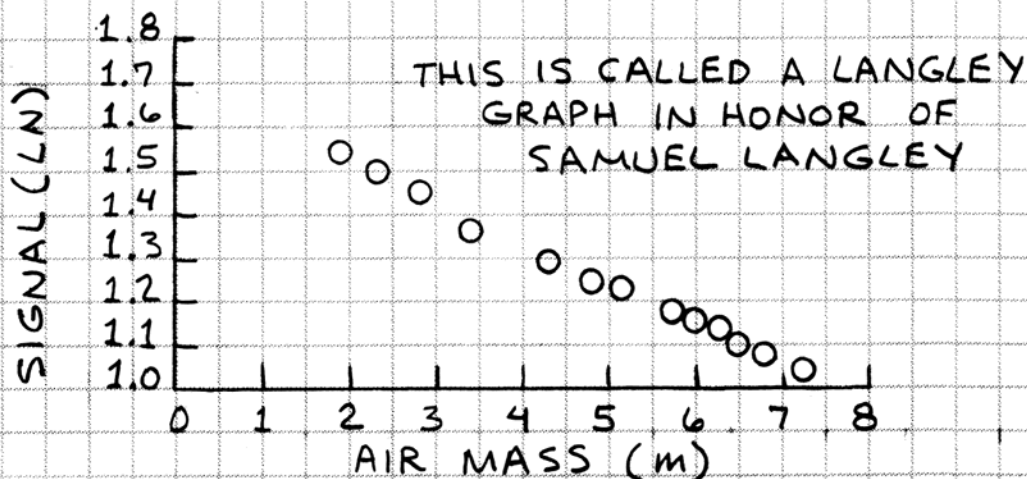 1.8
1.7 THIS IS CALLED A LANGLEY
1.6 GRAPH IN HONOR OF
1.5 SAMUEL LANGLEY
1.4
1.3
1.2
1.1
1.0
SIGNAL (LN)
0 1 2 3 4 5 6 7 8
AIR MASS (m)